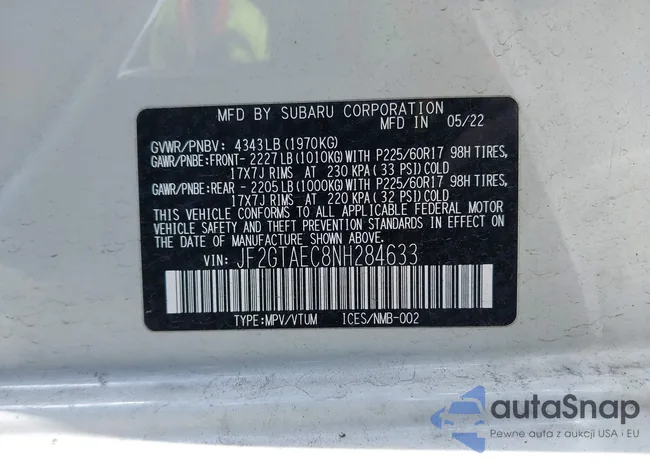 MFD BY SUBARU CORPORATION
MFD IN 05/22
GVWR/PNBV: 4343LB(1970KG)
GAWR/PNBE:FRONT- 2227LB(1010KG)WITH P225/60R17 98H TIRES,
17X7J RIMS AT 230 KPA(33 PSI)COLD
GAWR/PNBE:REAR - 2205LB(1000KG)WITH P225/60R17 98H TIRES,
17X7J RIMS AT 220 KPA(32 PSI)COLD
THIS VEHICLE CONFORMS TO ALL APPLICABLE FEDERAL MOTOR
VEHICLE SAFETY AND THEFT PREVENTION STANDARDS IN EFFECT
ON THE DATE OF MANUFACTURE SHOWN ABOVE.
VIN: JF2GTAEC8NH284633
TYPE:MPV/VTUM ICES/NMB-002
autaSnap
Pewne auta z aukcji USA i EU